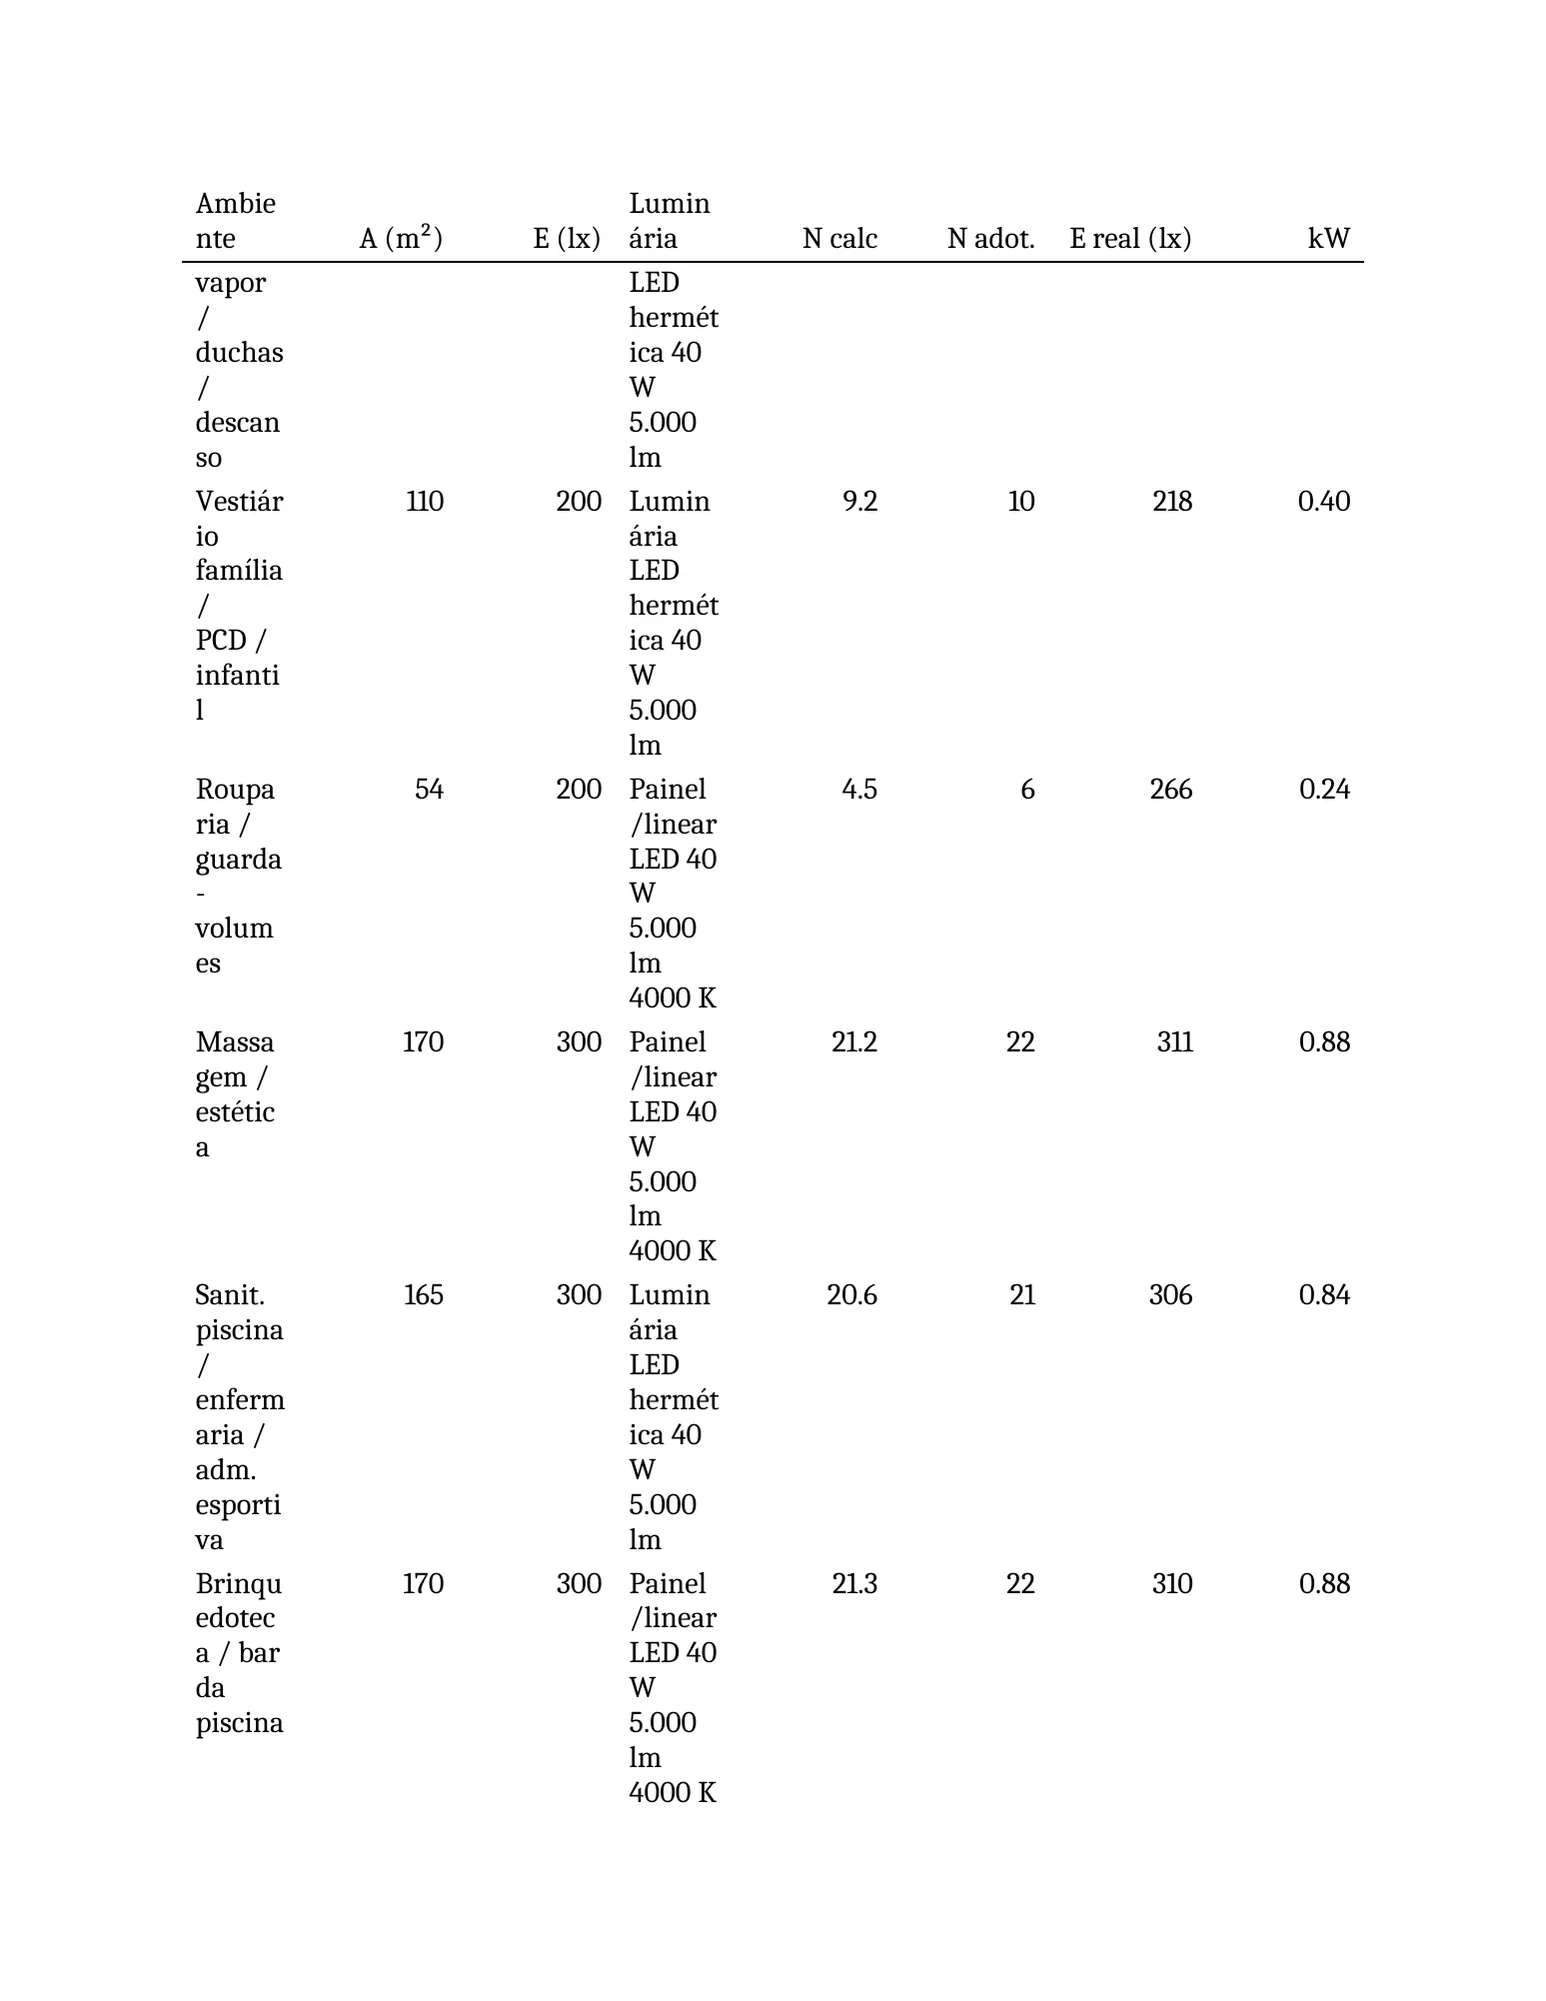 Ambie
nte
A (m²)
E (lx)
Lumin
ária
N calc
N adot.
E real (lx)
kW
vapor
/
duchas
/
descan
so
LED
hermét
ica 40
W
5.000
lm
Vestiár
io
família
/
PCD /
infanti
l
110
200
Lumin
ária
LED
hermét
ica 40
W
5.000
lm
9.2
10
218
0.40
Roupa
ria /
guarda
-
volum
es
54
200
Painel
/linear
LED 40
W
5.000
lm
4000 K
4.5
6
266
0.24
Massa
gem /
estétic
a
170
300
Painel
/linear
LED 40
W
5.000
lm
4000 K
21.2
22
311
0.88
Sanit.
piscina
/
enferm
aria /
adm.
esporti
va
165
300
Lumin
ária
LED
hermét
ica 40
W
5.000
lm
20.6
21
306
0.84
Brinqu
edotec
a / bar
da
piscina
170
300
Painel
/linear
LED 40
W
5.000
lm
4000 K
21.3
22
310
0.88